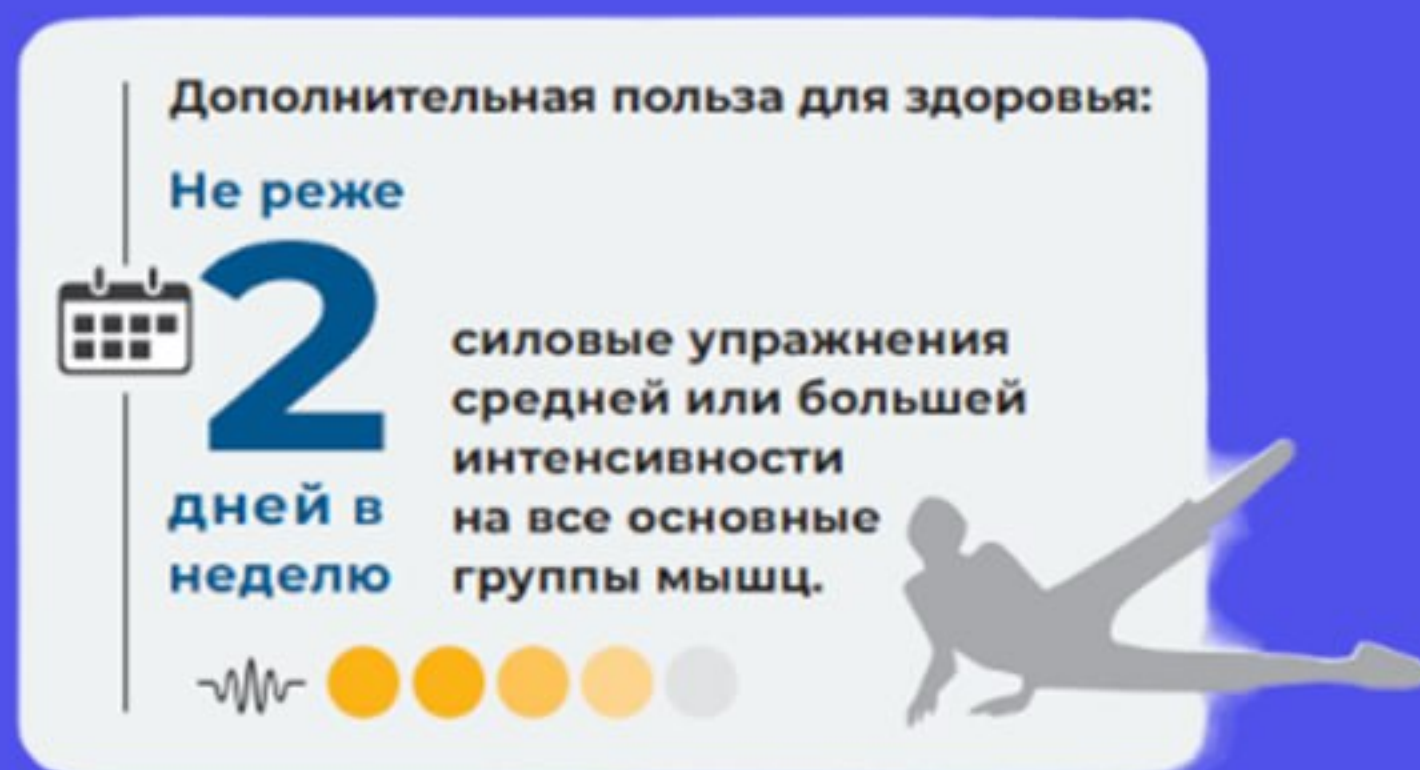 Дополнительная польза для здоровья:
Не реже
2
дней в
неделю
силовые упражнения
средней или большей
интенсивности
на все основные
группы мышц.